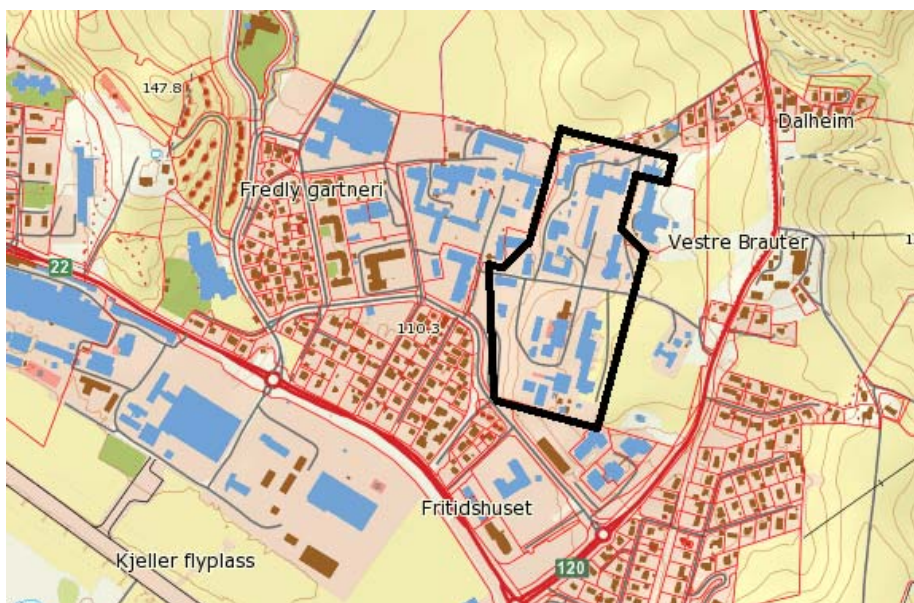 147.8
Dalheim
Fredly gartneri
Vestre Brauter
22
110.3
Fritidshuset
Kjeller flyplass
120